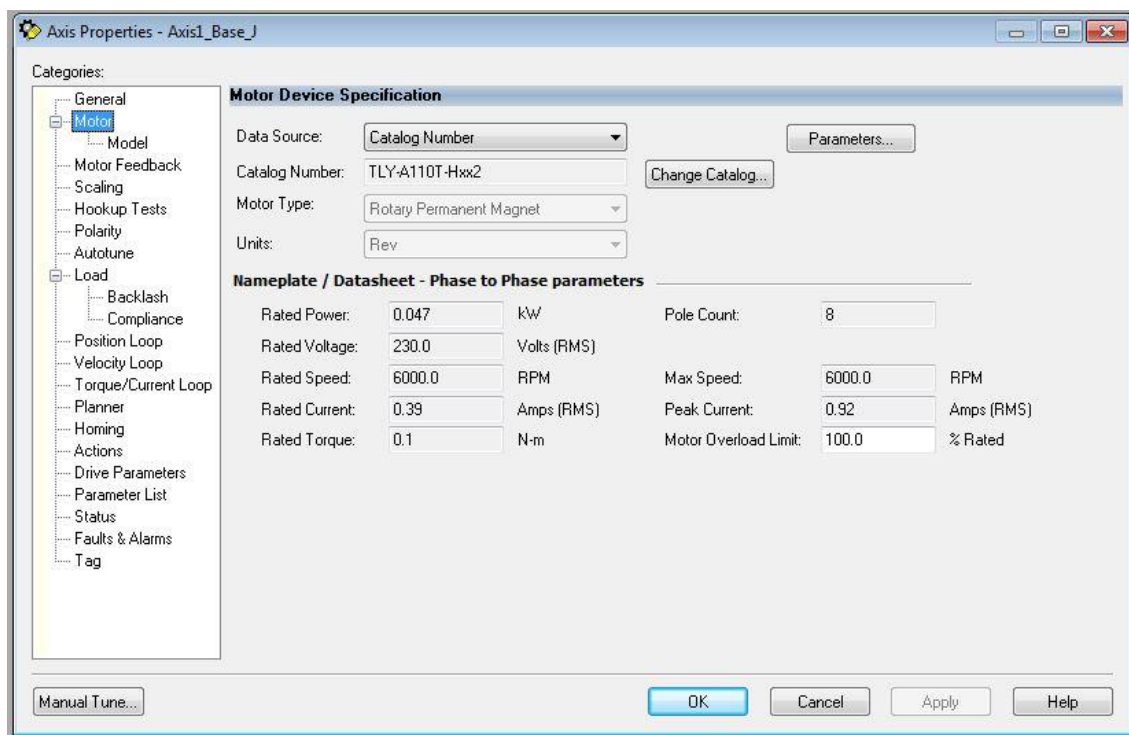 Axis Properties - Axis1_Base_J
Categories:
General
Motor
Model
Motor Feedback
Scaling
Hookup Tests
Polarity
Autotune
Load
Backlash
Compliance
Position Loop
Velocity Loop
Torque/Current Loop
Planner
Homing
Actions
Drive Parameters
Parameter List
Status
Faults & Alarms
Tag
Motor Device Specification
Data Source: Catalog Number Parameters...
Catalog Number: TLY-A110T-Hxx2 Change Catalog...
Motor Type: Rotary Permanent Magnet
Units: Rev
Nameplate / Datasheet - Phase to Phase parameters
Rated Power: 0.047 kW Pole Count: 8
Rated Voltage: 230.0 Volts (RMS)
Rated Speed: 6000.0 RPM Max Speed: 6000.0 RPM
Rated Current: 0.39 Amps (RMS) Peak Current: 0.92 Amps (RMS)
Rated Torque: 0.1 N-m Motor Overload Limit: 100.0 % Rated
Manual Tune... OK Cancel Apply Help